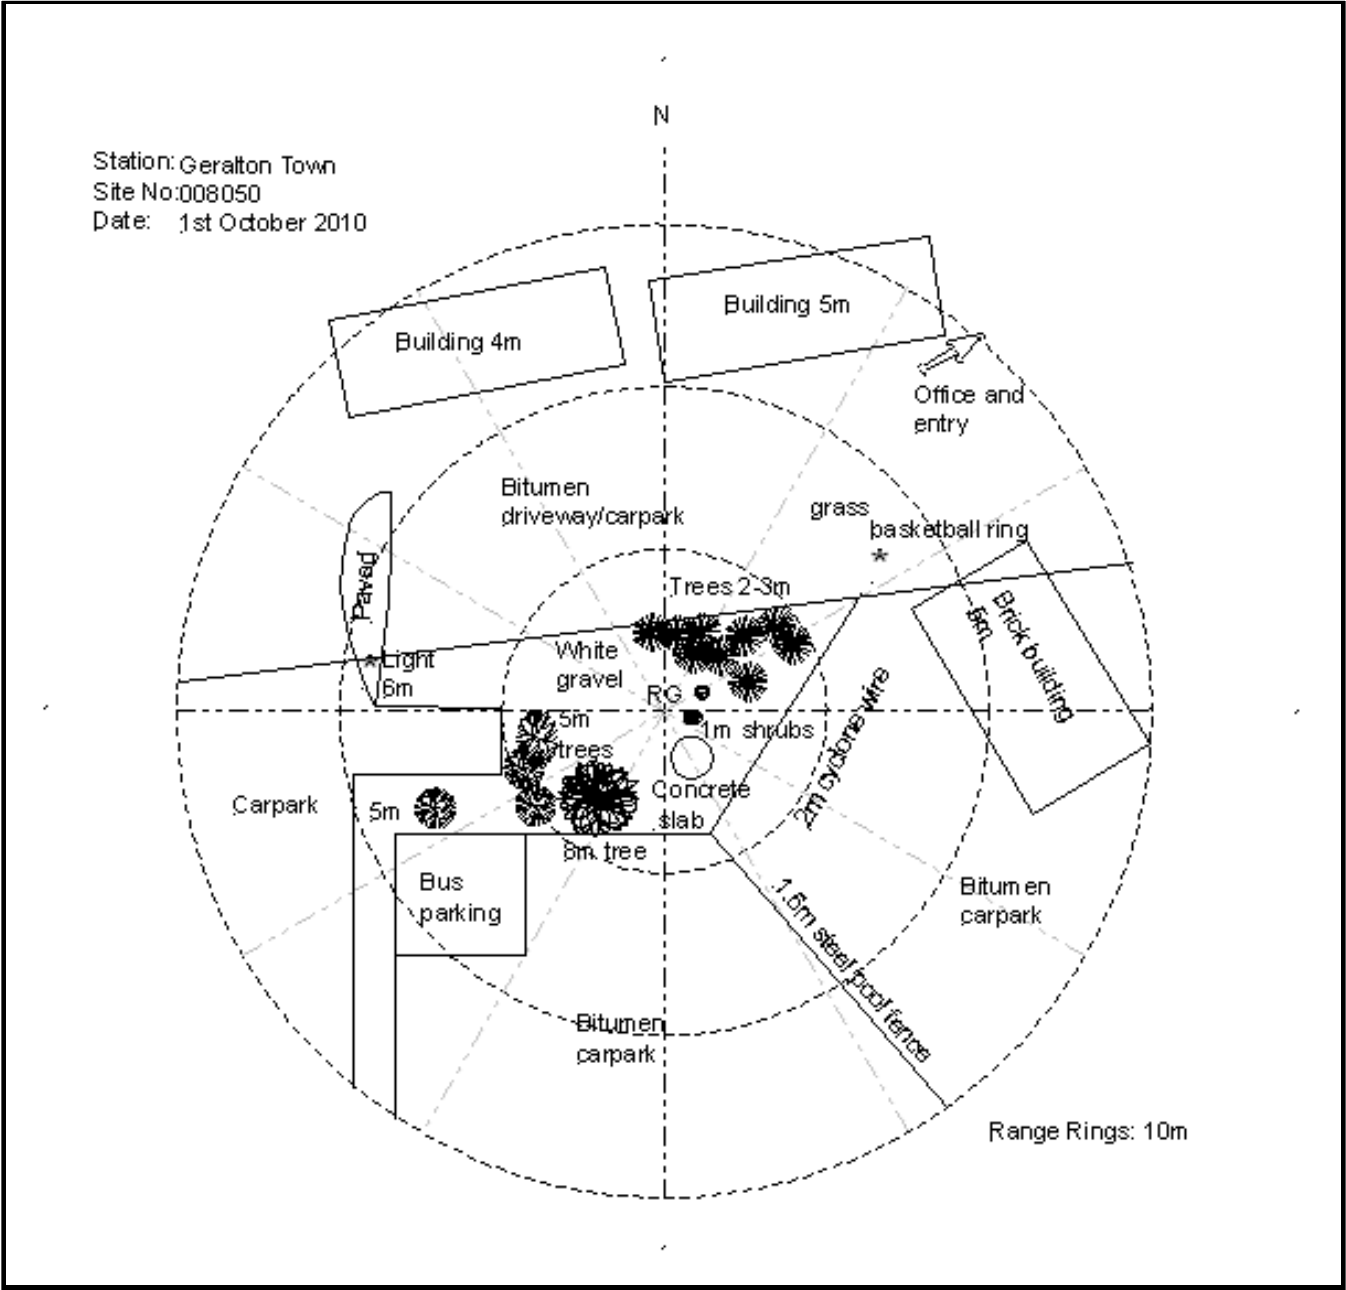 N
Station: Geralton Town
Site No: 008050
Date: 1st October 2010
Building 5m
Building 4m
Office and
entry
Bitumen
driveway/carpark
grass
basketball ring
Paved
Trees 2-3m
Brick building
5m
White
gravel
Light
6m
RG
5m
trees
1m shrubs
2m cyclone wire
Concrete
slab
Carpark
5m
8m tree
Bus
parking
1.6m steel pool fence
Bitumen
carpark
Bitumen
carpark
Range Rings: 10m